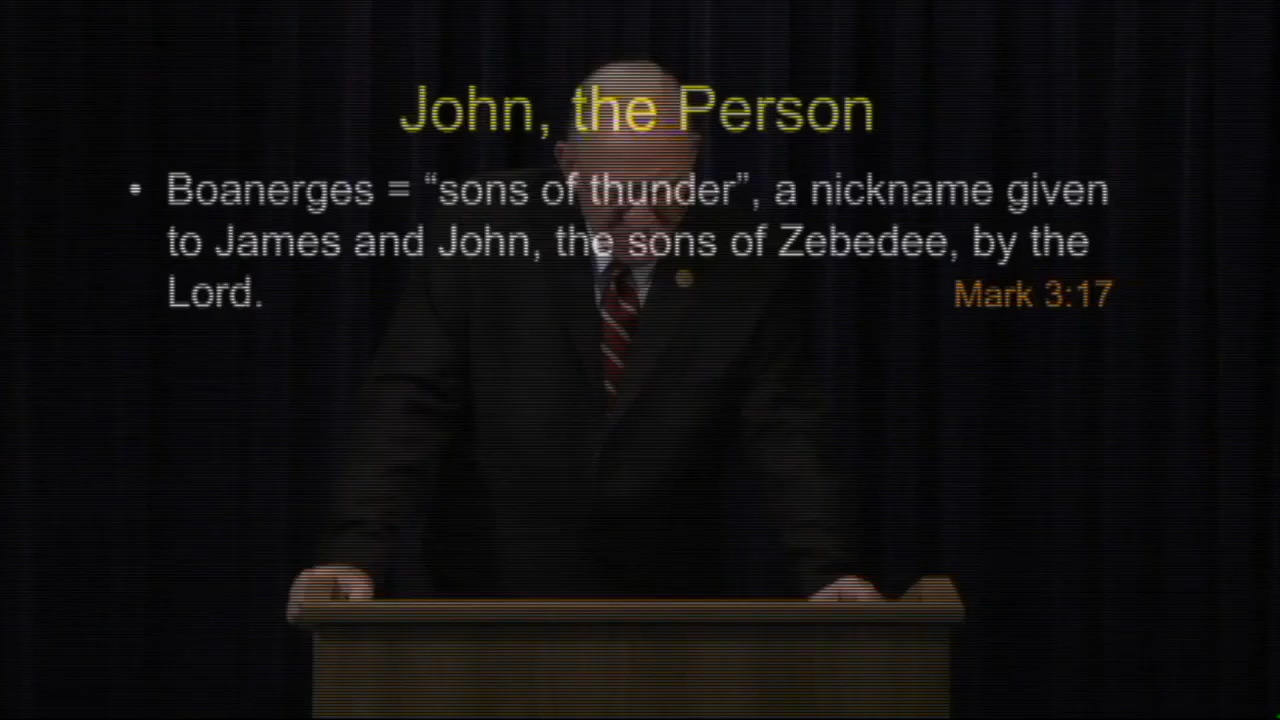 John, the Person
• Boanerges = “sons of thunder”, a nickname given
to James and John, the sons of Zebedee, by the
Lord. Mark 3:17